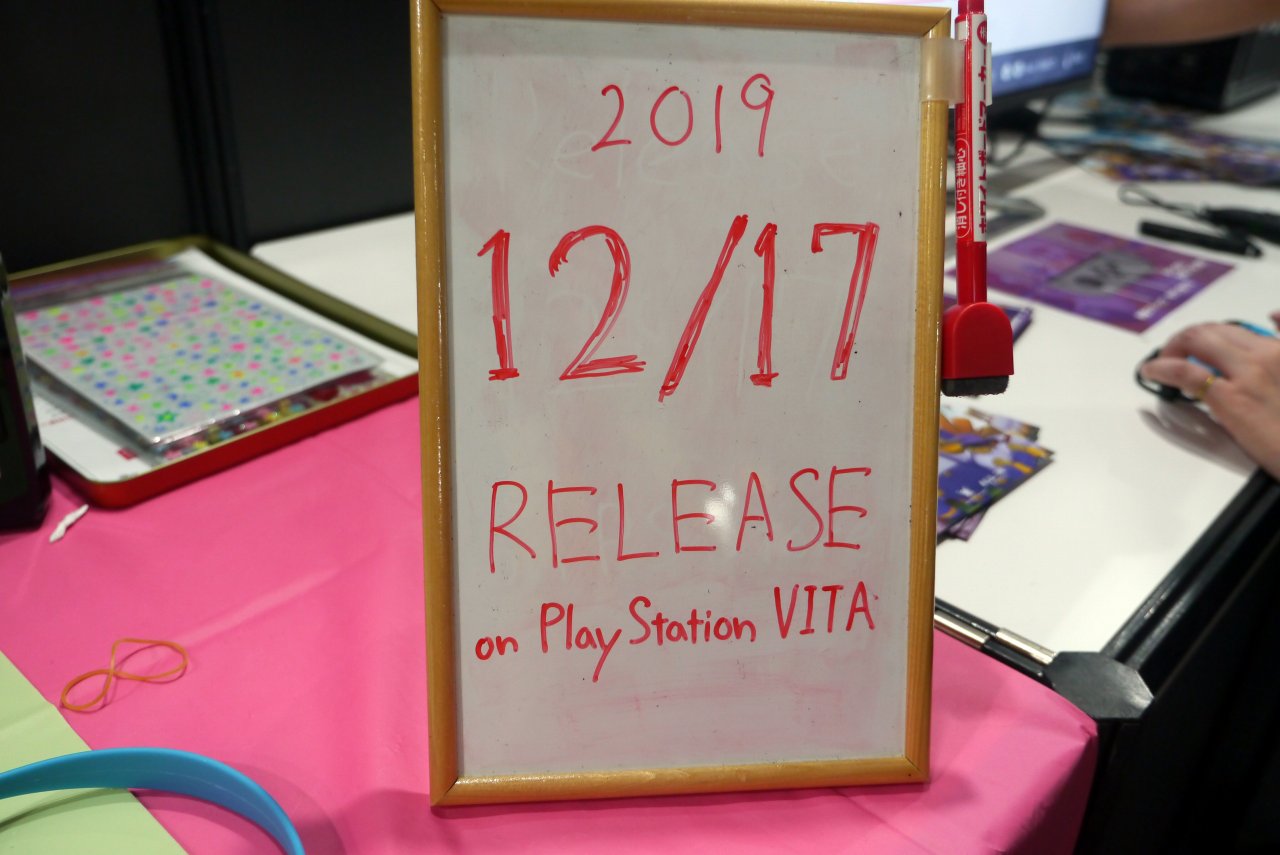 2019
12/17
RELEASE
on PlayStation VITA